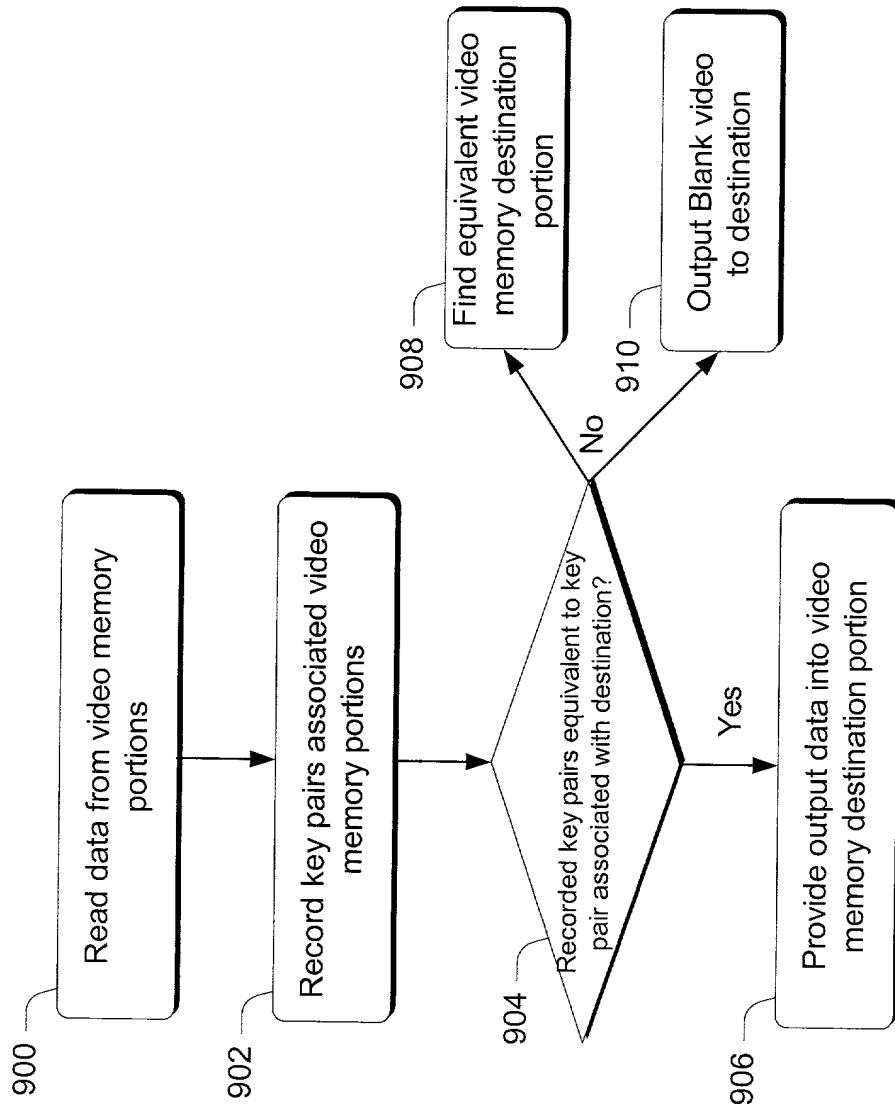 900
Read data from video memory
portions
902
Record key pairs associated video
memory portions
904
Recorded key pairs equivalent to key
pair associated with destination?
Yes
No
906
Provide output data into video
memory destination portion
908
Find equivalent video
memory destination
portion
910
Output Blank video
to destination